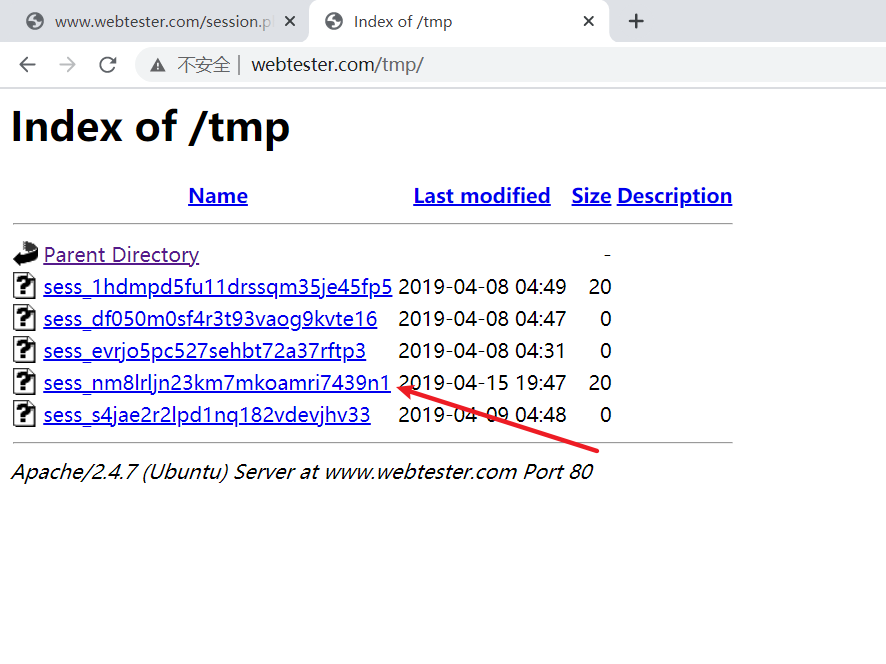 www.webtester.com/session.p
Index of /tmp
不安全 | webtester.com/tmp/
Index of /tmp
Name Last modified Size Description
Parent Directory -
sess_1hdmpd5fu11drssqm35je45fp5 2019-04-08 04:49 20
sess_df050m0sf4r3t93vaog9kvte16 2019-04-08 04:47 0
sess_evrjo5pc527sehbt72a37rftp3 2019-04-08 04:31 0
sess_nm8lrljn23km7mkoamri7439n1 2019-04-15 19:47 20
sess_s4jae2r2lpd1nq182vdevjhv33 2019-04-09 04:48 0
Apache/2.4.7 (Ubuntu) Server at www.webtester.com Port 80